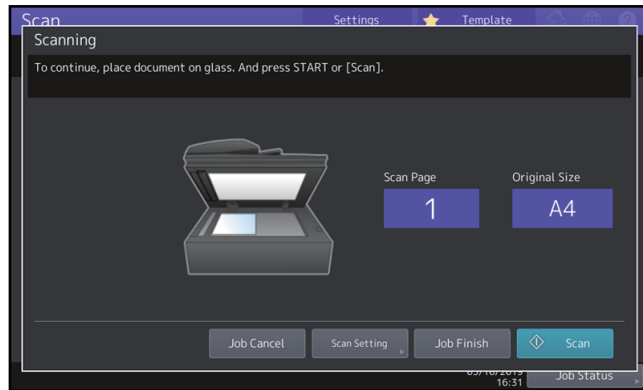 Scan
Settings
Template
Scanning
To continue, place document on glass. And press START or [Scan].
Scan Page
Original Size
1
A4
Job Cancel
Scan Setting
Job Finish
Scan
16:31
Job Status